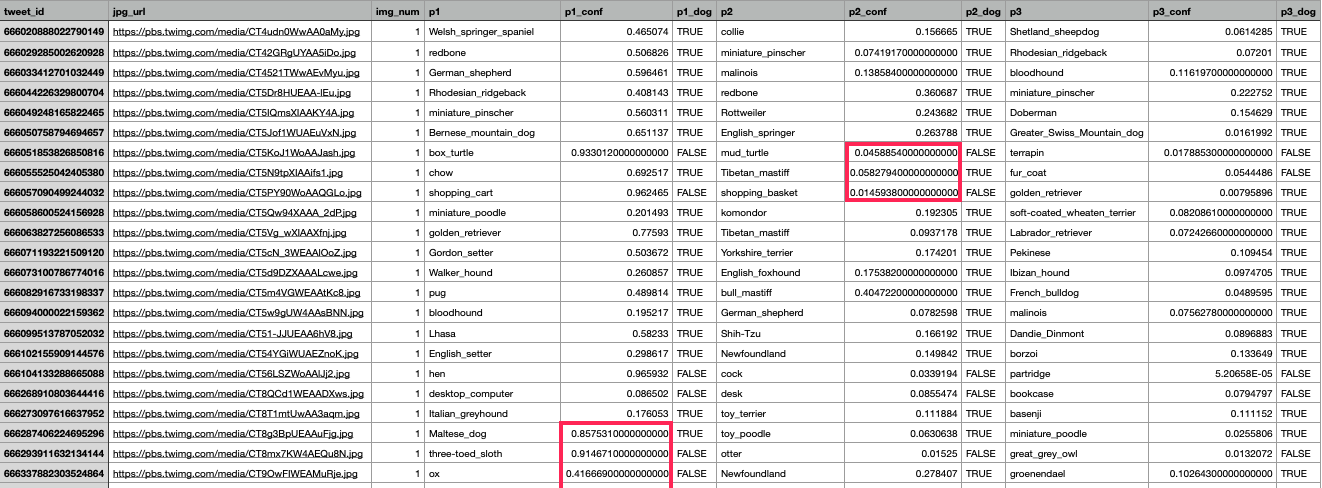 tweet_id jpg_url img_num p1 p1_conf p1_dog p2 p2_conf p2_dog p3 p3_conf p3_dog
666020888022790149 https://pbs.twimg.com/media/CT4udn0WwAA0aMy.jpg 1 Welsh_springer_spaniel 0.465074 TRUE collie 0.156665 TRUE Shetland_sheepdog 0.0614285 TRUE
666029285002620928 https://pbs.twimg.com/media/CT42GRgUYAA5iDo.jpg 1 redbone 0.506826 TRUE miniature_pinscher 0.07419170000000000 TRUE Rhodesian_ridgeback 0.07201 TRUE
666033412701032449 https://pbs.twimg.com/media/CT4521TWwAEvMyu.jpg 1 German_shepherd 0.596461 TRUE malinois 0.13858400000000000 TRUE bloodhound 0.11619700000000000 TRUE
666044226329800704 https://pbs.twimg.com/media/CT5Dr8HUEAA-lEu.jpg 1 Rhodesian_ridgeback 0.408143 TRUE redbone 0.360687 TRUE miniature_pinscher 0.222752 TRUE
666049248165822465 https://pbs.twimg.com/media/CT5IQmsXIAAKY4A.jpg 1 miniature_pinscher 0.560311 TRUE Rottweiler 0.243682 TRUE Doberman 0.154629 TRUE
666050758794694657 https://pbs.twimg.com/media/CT5Jof1WUAEuVxN.jpg 1 Bernese_mountain_dog 0.651137 TRUE English_springer 0.263788 TRUE Greater_Swiss_Mountain_dog 0.0161992 TRUE
666051853826850816 https://pbs.twimg.com/media/CT5KoJ1WoAAJash.jpg 1 box_turtle 0.9330120000000000 FALSE mud_turtle 0.04588540000000000 FALSE terrapin 0.017885300000000000 FALSE
666055525042405380 https://pbs.twimg.com/media/CT5N9tpXIAAifs1.jpg 1 chow 0.692517 TRUE Tibetan_mastiff 0.058279400000000000 TRUE fur_coat 0.0544486 FALSE
666057090499244032 https://pbs.twimg.com/media/CT5PY90WoAAQGLo.jpg 1 shopping_cart 0.962465 FALSE shopping_basket 0.014593800000000000 FALSE golden_retriever 0.00795896 TRUE
666058600524156928 https://pbs.twimg.com/media/CT5Qw94XAAA_2dP.jpg 1 miniature_poodle 0.201493 TRUE komondor 0.192305 TRUE soft-coated_wheaten_terrier 0.08208610000000000 TRUE
666063827256086533 https://pbs.twimg.com/media/CT5Vg_wXIAAXfnj.jpg 1 golden_retriever 0.77593 TRUE Tibetan_mastiff 0.0937178 TRUE Labrador_retriever 0.07242660000000000 TRUE
666071193221509120 https://pbs.twimg.com/media/CT5cN_3WEAAlOoZ.jpg 1 Gordon_setter 0.503672 TRUE Yorkshire_terrier 0.174201 TRUE Pekinese 0.109454 TRUE
666073100786774016 https://pbs.twimg.com/media/CT5d9DZXAAALcwe.jpg 1 Walker_hound 0.260857 TRUE English_foxhound 0.17538200000000000 TRUE Ibizan_hound 0.0974705 TRUE
666082916733198337 https://pbs.twimg.com/media/CT5m4VGWEAAtKc8.jpg 1 pug 0.489814 TRUE bull_mastiff 0.40472200000000000 TRUE French_bulldog 0.0489595 TRUE
666094000022159362 https://pbs.twimg.com/media/CT5w9gUW4AAsBNN.jpg 1 bloodhound 0.195217 TRUE German_shepherd 0.0782598 TRUE malinois 0.07562780000000000 TRUE
666099513787052032 https://pbs.twimg.com/media/CT51-JJUEAA6hV8.jpg 1 Lhasa 0.58233 TRUE Shih-Tzu 0.166192 TRUE Dandie_Dinmont 0.0896883 TRUE
666102155909144576 https://pbs.twimg.com/media/CT54YGiWUAEZnoK.jpg 1 English_setter 0.298617 TRUE Newfoundland 0.149842 TRUE borzoi 0.133649 TRUE
666104133288665088 https://pbs.twimg.com/media/CT56LSZWoAAlJj2.jpg 1 hen 0.965932 FALSE cock 0.0339194 FALSE partridge 5.20658E-05 FALSE
666268910803644416 https://pbs.twimg.com/media/CT8QCd1WEAADXws.jpg 1 desktop_computer 0.086502 FALSE desk 0.0855474 FALSE bookcase 0.0794797 FALSE
666273097616637952 https://pbs.twimg.com/media/CT8T1mtUwAA3aqm.jpg 1 Italian_greyhound 0.176053 TRUE toy_terrier 0.111884 TRUE basenji 0.111152 TRUE
666287406224695296 https://pbs.twimg.com/media/CT8g3BpUEAAuFjg.jpg 1 Maltese_dog 0.8575310000000000 TRUE toy_poodle 0.0630638 TRUE miniature_poodle 0.0255806 TRUE
666293911632134144 https://pbs.twimg.com/media/CT8mx7KW4AEQu8N.jpg 1 three-toed_sloth 0.9146710000000000 FALSE otter 0.01525 FALSE great_grey_owl 0.0132072 FALSE
666337882303524864 https://pbs.twimg.com/media/CT9OwFIWEAMuRje.jpg 1 ox 0.41666900000000000 FALSE Newfoundland 0.278407 TRUE groenendael 0.10264300000000000 TRUE